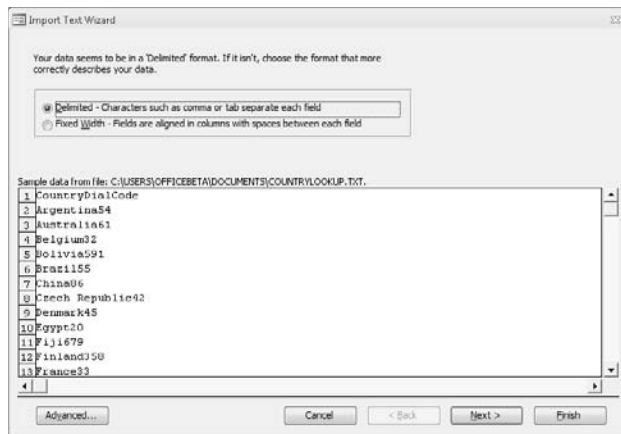 Import Text Wizard
Your data seems to be in a 'Delimited' format. If it isn't, choose the format that more
correctly describes your data.
Delimited - Characters such as comma or tab separate each field
Fixed Width - Fields are aligned in columns with spaces between each field
Sample data from file: C:\USERS\OFFICEBETA\DOCUMENTS\COUNTRYLOOKUP.TXT.
1 CountryDialCode
2 Argentina54
3 Australia61
4 Belgium32
5 Bolivia591
6 Brazil55
7 China86
8 Czech Republic42
9 Denmark45
10 Egypt20
11 Fiji679
12 Finland358
13 France33
Advanced... Cancel < Back Next > Finish